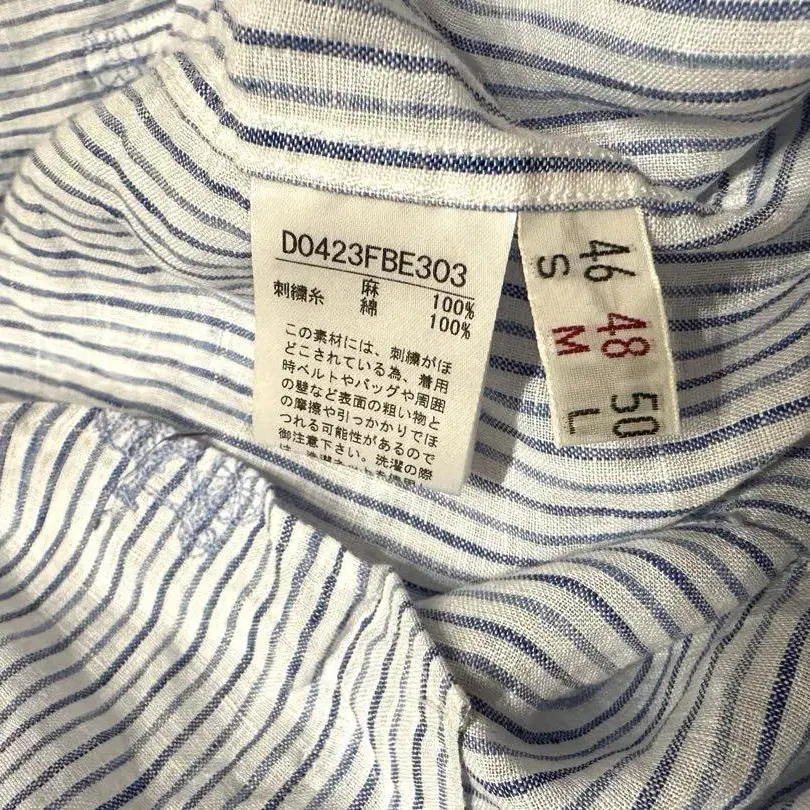 D0423FBE303
麻 100%
刺繍糸 綿 100%
この素材には、刺繍がほ
どこされている為、着用
時ベルトやバッグや周囲
の壁など表面の粗い物と
の摩擦や引っかかりでほ
つれる可能性があるので
御注意下さい。洗濯の際
46 48 50
S M L